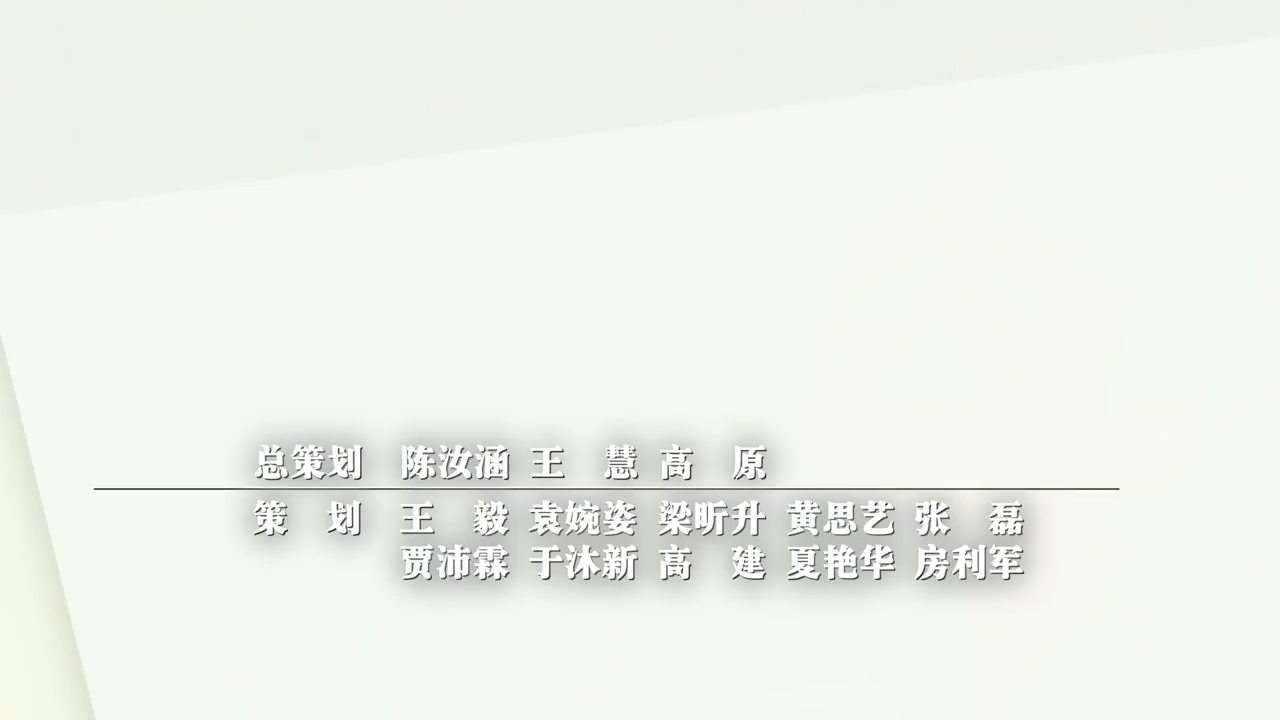 总策划 陈汝涵 王 慧 高 原
策 划 王 毅 袁婉姿 梁昕升 黄思艺 张 磊
贾沛霖 于沐新 高 建 夏艳华 房利军